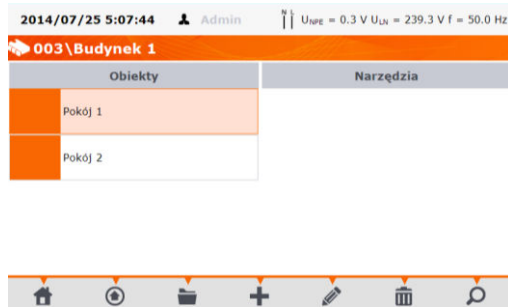 2014/07/25 5:07:44 Admin N L UNPE = 0.3 V ULN = 239.3 V f = 50.0 Hz
003\Budynek 1
Obiekty Narzędzia
Pokój 1
Pokój 2